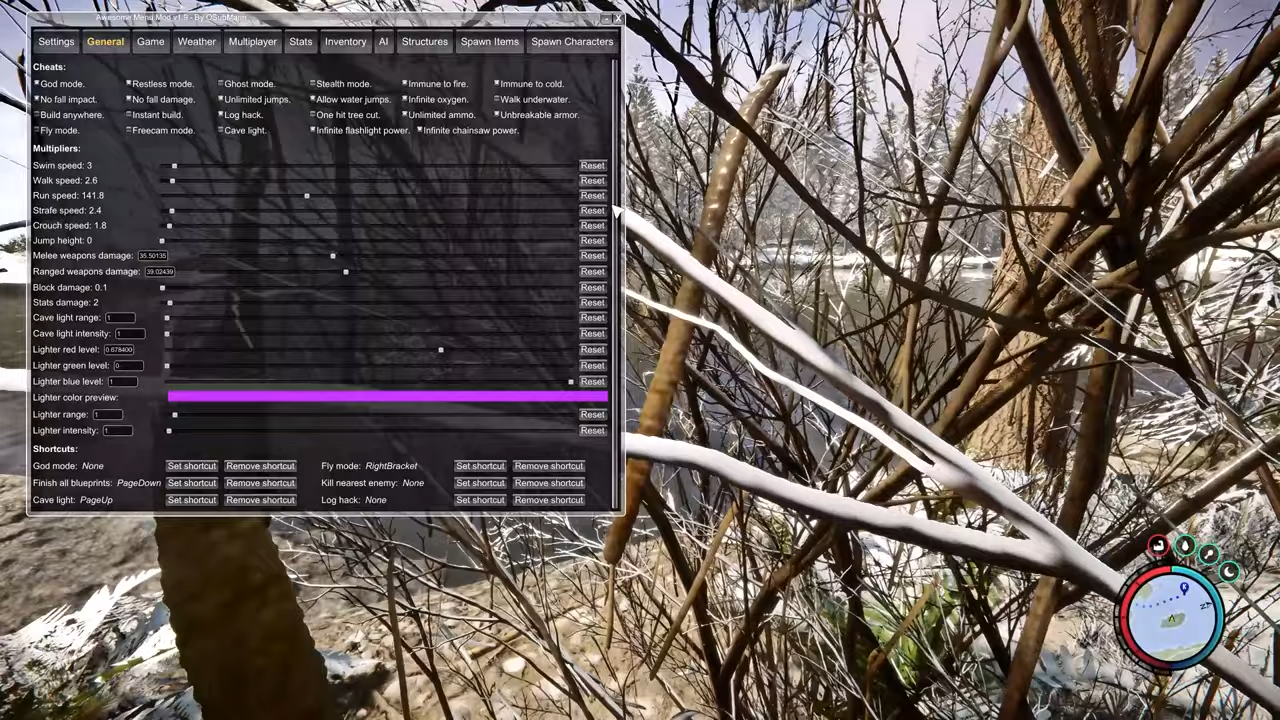 Awesome Menu Mod v1.9 - By OSubMarin
- X
Settings General Game Weather Multiplayer Stats Inventory AI Structures Spawn Items Spawn Characters
Cheats:
God mode. Restless mode. Ghost mode. Stealth mode. Immune to fire. Immune to cold.
No fall impact. No fall damage. Unlimited jumps. Allow water jumps. Infinite oxygen. Walk underwater.
Build anywhere. Instant build. Log hack. One hit tree cut. Unlimited ammo. Unbreakable armor.
Fly mode. Freecam mode. Cave light. Infinite flashlight power. Infinite chainsaw power.
Multipliers:
Swim speed: 3 Reset
Walk speed: 2.6 Reset
Run speed: 141.8 Reset
Strafe speed: 2.4 Reset
Crouch speed: 1.8 Reset
Jump height: 0 Reset
Melee weapons damage: 35.50135 Reset
Ranged weapons damage: 39.02439 Reset
Block damage: 0.1 Reset
Stats damage: 2 Reset
Cave light range: 1 Reset
Cave light intensity: 1 Reset
Lighter red level: 0.678400 Reset
Lighter green level: 0 Reset
Lighter blue level: 1 Reset
Lighter color preview:
Lighter range: 1 Reset
Lighter intensity: 1 Reset
Shortcuts:
God mode: None Set shortcut Remove shortcut Fly mode: RightBracket Set shortcut Remove shortcut
Finish all blueprints: PageDown Set shortcut Remove shortcut Kill nearest enemy: None Set shortcut Remove shortcut
Cave light: PageUp Set shortcut Remove shortcut Log hack: None Set shortcut Remove shortcut